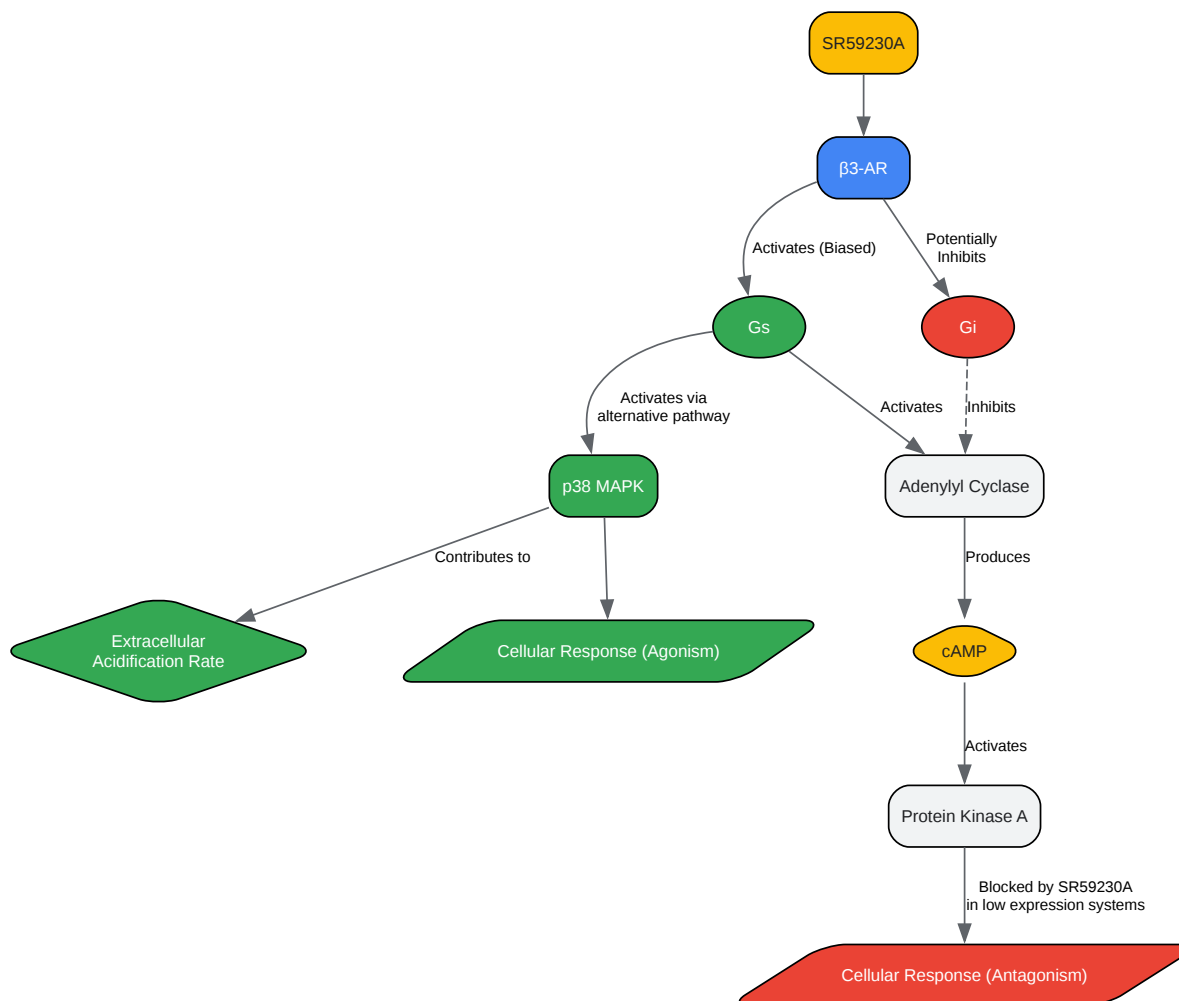 SR59230A
β3-AR
Activates (Biased)
Potentially
Inhibits
Gs
Gi
Activates via
alternative pathway
Activates
Inhibits
p38 MAPK
Adenylyl Cyclase
Contributes to
Produces
Extracellular
Acidification Rate
Cellular Response (Agonism)
cAMP
Activates
Protein Kinase A
Blocked by SR59230A
in low expression systems
Cellular Response (Antagonism)